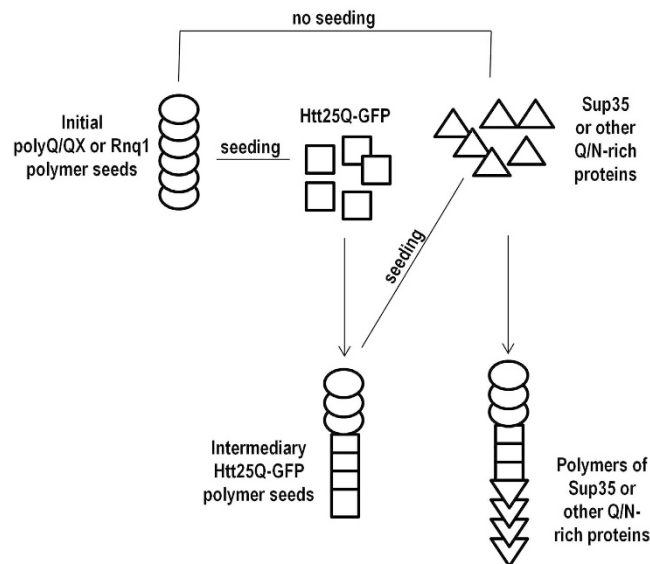 no seeding
Initial
polyQ/QX or Rnq1
polymer seeds
seeding
Htt25Q-GFP
Sup35
or other
Q/N-rich
proteins
seeding
Intermediary
Htt25Q-GFP
polymer seeds
Polymers of
Sup35 or
other Q/N-
rich proteins